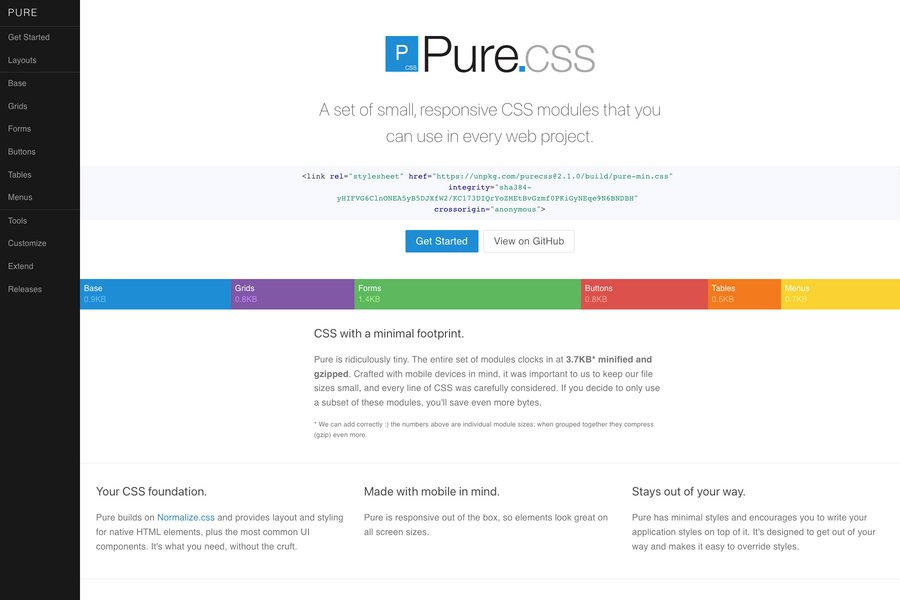 PURE
Get Started
Layouts
Base
Grids
Forms
Buttons
Tables
Menus
Tools
Customize
Extend
Releases
P
CSS
Pure.css
A set of small, responsive CSS modules that you
can use in every web project.
<link rel="stylesheet" href="https://unpkg.com/purecss@2.1.0/build/pure-min.css"
integrity="sha384-
yHIFVG6ClnONEA5yB5DJXfW2/KC173DIQrYoZMEtBvGzmf0PKiGyNEqe9N6BNDBH"
crossorigin="anonymous">
Get Started
View on GitHub
Base
0.9KB
Grids
0.8KB
Forms
1.4KB
Buttons
0.8KB
Tables
0.5KB
Menus
0.7KB
CSS with a minimal footprint.
Pure is ridiculously tiny. The entire set of modules clocks in at 3.7KB* minified and
gzipped. Crafted with mobile devices in mind, it was important to us to keep our file
sizes small, and every line of CSS was carefully considered. If you decide to only use
a subset of these modules, you'll save even more bytes.
* We can add correctly :) the numbers above are individual module sizes; when grouped together they compress
(gzip) even more.
Your CSS foundation.
Pure builds on Normalize.css and provides layout and styling
for native HTML elements, plus the most common UI
components. It's what you need, without the cruft.
Made with mobile in mind.
Pure is responsive out of the box, so elements look great on
all screen sizes.
Stays out of your way.
Pure has minimal styles and encourages you to write your
application styles on top of it. It's designed to get out of your
way and makes it easy to override styles.